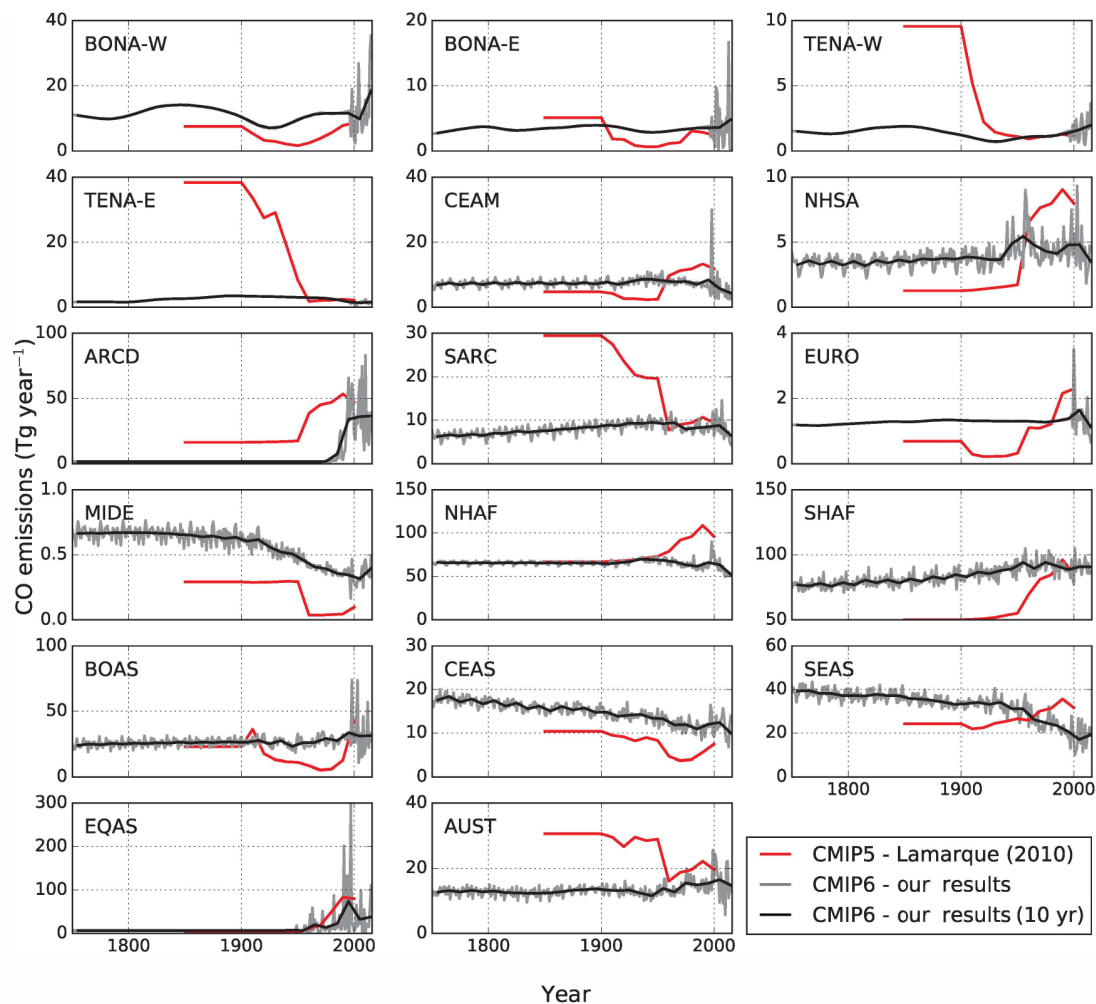 40
20
0
BONA-W
20
10
0
BONA-E
10
5
0
TENA-W
40
20
0
TENA-E
40
20
0
CEAM
10
5
0
NHSA
100
50
0
ARCD
30
20
10
0
SARC
4
2
0
EURO
1.0
0.5
0.0
MIDE
150
100
50
0
NHAF
150
100
50
SHAF
100
50
0
BOAS
30
20
10
0
CEAS
60
40
20
0
SEAS
1800 1900 2000
300
200
100
0
EQAS
40
20
0
AUST
1800 1900 2000
1800 1900 2000
CMIP5 - Lamarque (2010)
CMIP6 - our results
CMIP6 - our results (10 yr)
CO emissions (Tg year⁻¹)
Year